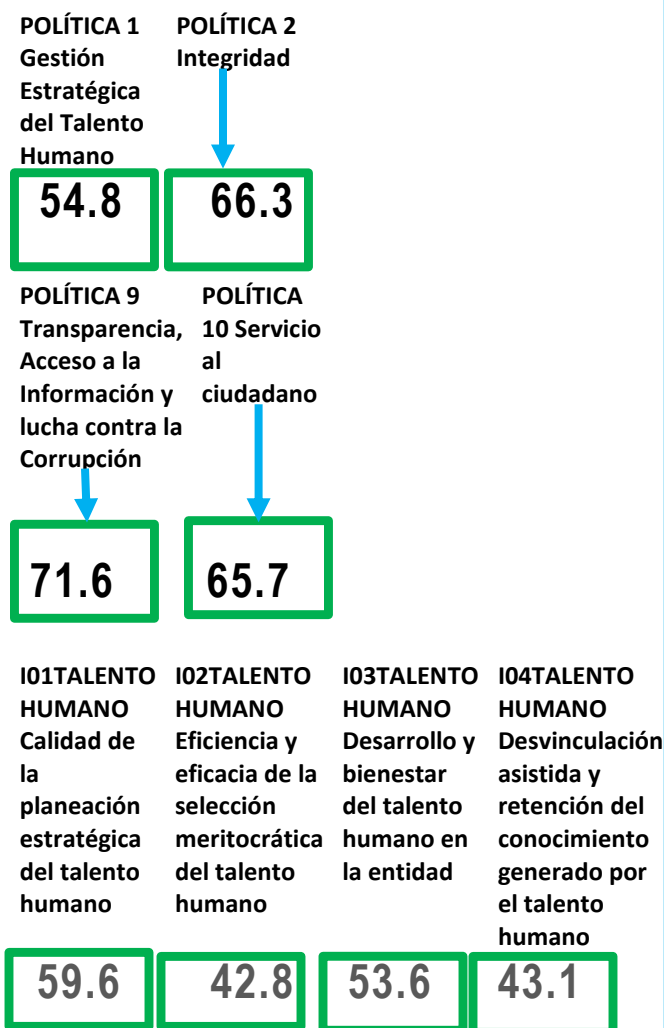 POLÍTICA 1
Gestión
Estratégica
del Talento
Humano
POLÍTICA 2
Integridad
54.8
66.3
POLÍTICA 9
Transparencia,
Acceso a la
Información y
lucha contra la
Corrupción
POLÍTICA
10 Servicio
al
ciudadano
71.6
65.7
I01TALENTO
HUMANO
Calidad de
la
planeación
estratégica
del talento
humano
I02TALENTO
HUMANO
Eficiencia y
eficacia de la
selección
meritocrática
del talento
humano
I03TALENTO
HUMANO
Desarrollo y
bienestar
del talento
humano en
la entidad
I04TALENTO
HUMANO
Desvinculación
asistida y
retención del
conocimiento
generado por
el talento
humano
59.6
42.8
53.6
43.1